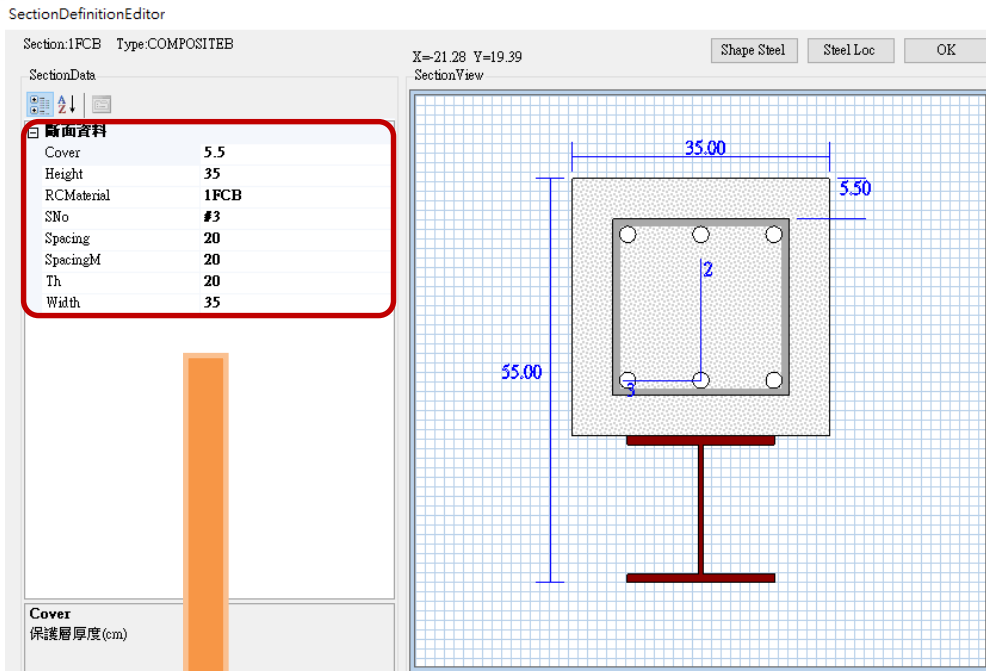 SectionDefinitionEditor
Section:1FCB Type:COMPOSITEB
X=-21.28 Y=19.39
Shape Steel
Steel Loc
OK
SectionData
SectionView
斷面資料
Cover 5.5
Height 35
RCMaterial 1FCB
SNo #3
Spacing 20
SpacingM 20
Th 20
Width 35
35.00
5.50
2
55.00
3
Cover
保護層厚度(cm)